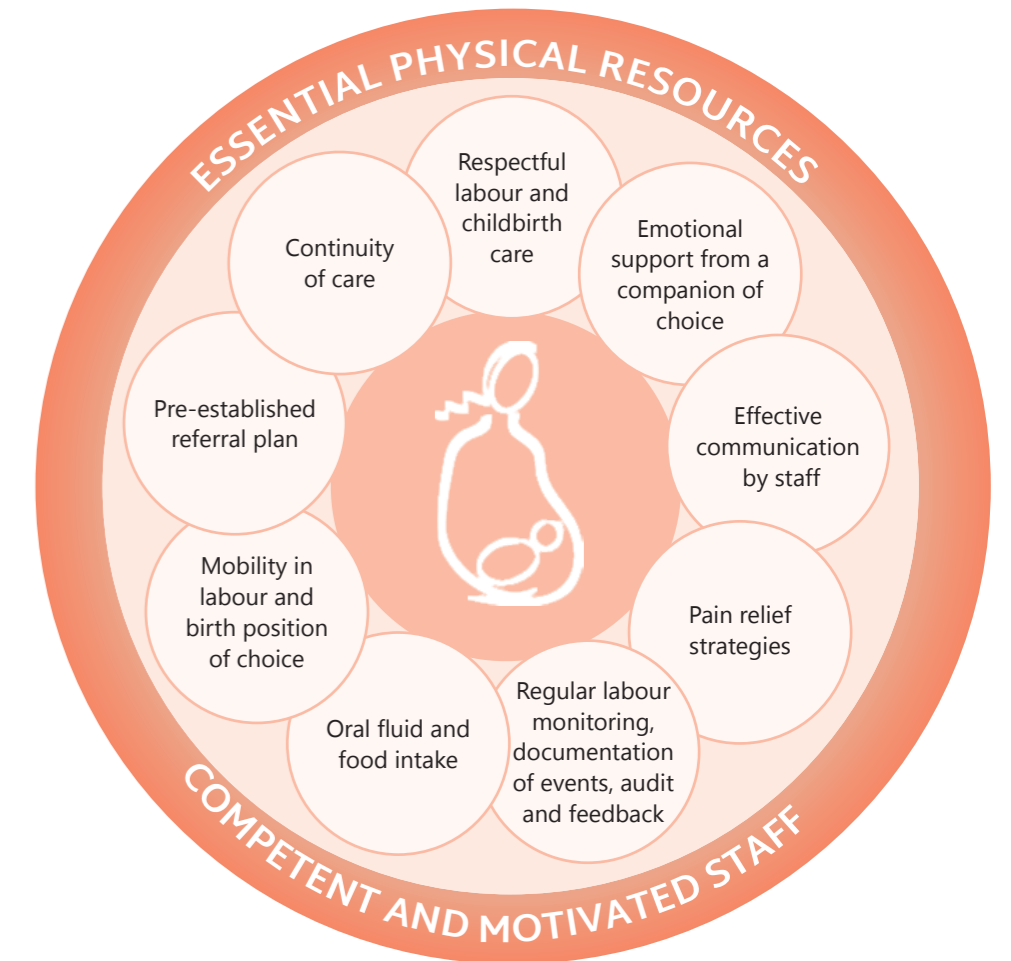 ESSENTIAL PHYSICAL RESOURCES
Respectful
labour and
childbirth
care
Emotional
support from a
companion of
choice
Effective
communication
by staff
Pain relief
strategies
Regular labour
monitoring,
documentation
of events, audit
and feedback
Oral fluid and
food intake
Mobility in
labour and
birth position
of choice
Pre-established
referral plan
Continuity
of care
COMPETENT AND MOTIVATED STAFF